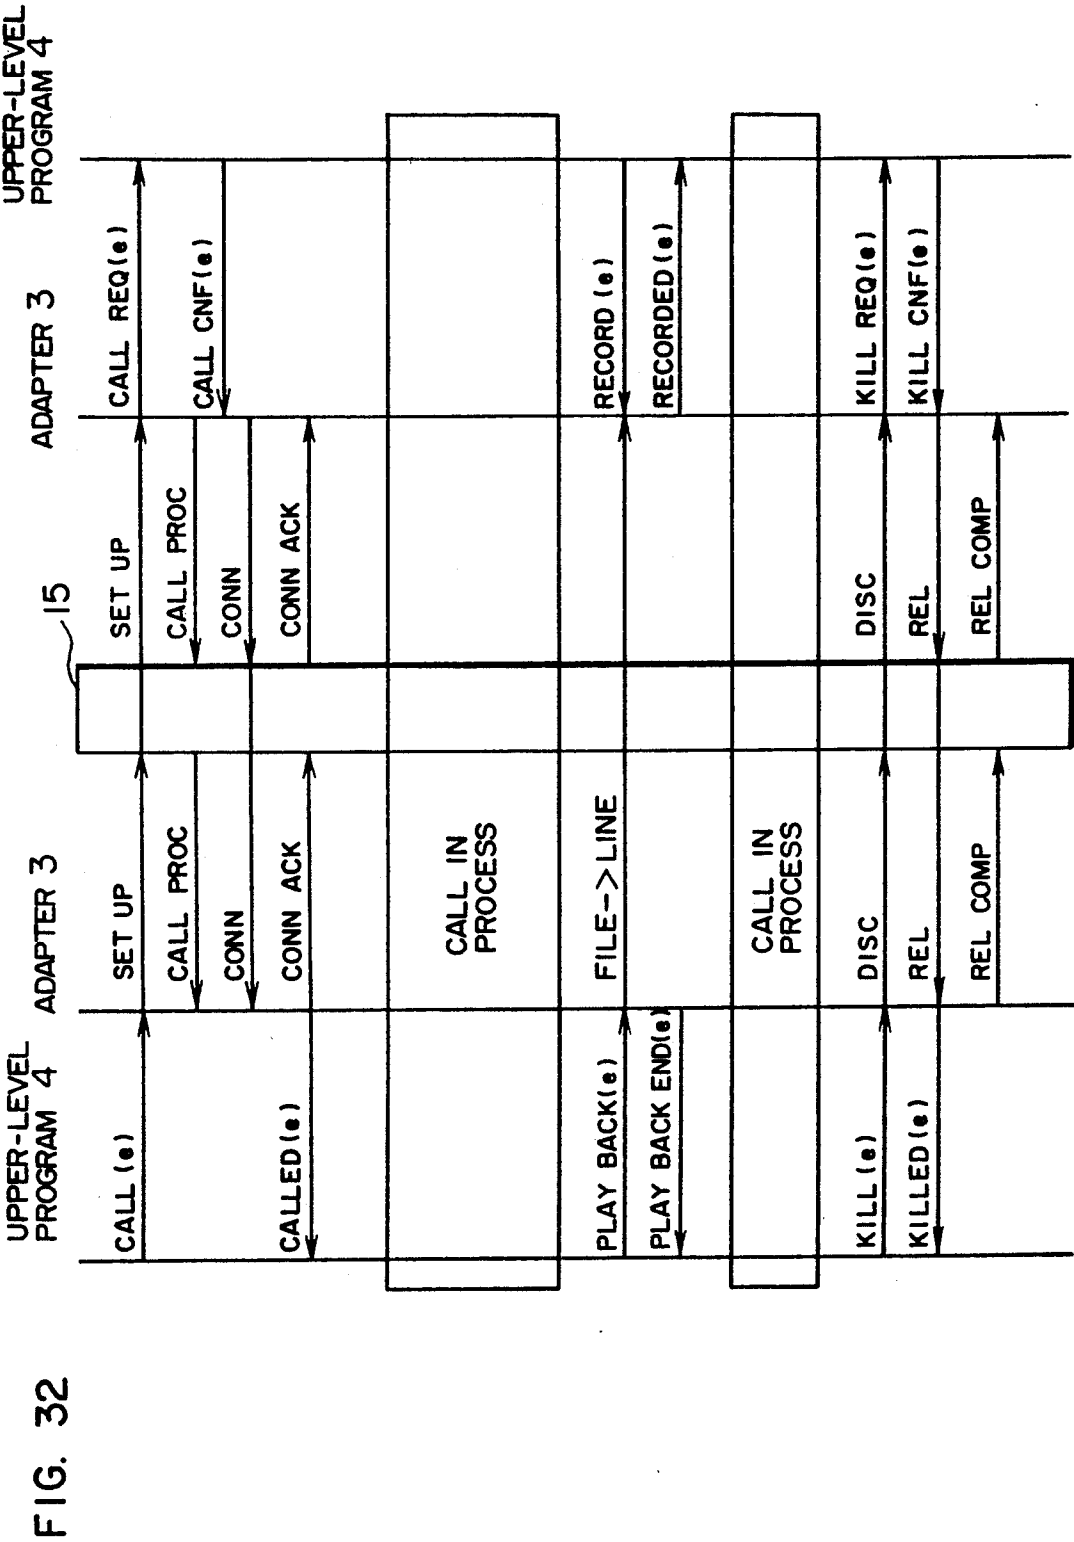 FIG. 32
UPPER-LEVEL
PROGRAM 4
ADAPTER 3
15
ADAPTER 3
UPPER-LEVEL
PROGRAM 4
CALL (e)
SET UP
SET UP
CALL REQ(e)
CALL PROC
CALL PROC
CALL CNF(e)
CONN
CONN
CALLED(e)
CONN ACK
CONN ACK
CALL IN
PROCESS
PLAY BACK(e)
FILE->LINE
RECORD (e)
PLAY BACK END(e)
RECORDED(e)
CALL IN
PROCESS
KILL (e)
DISC
DISC
KILL REQ(e)
KILLED(e)
REL
REL
KILL CNF(e)
REL COMP
REL COMP